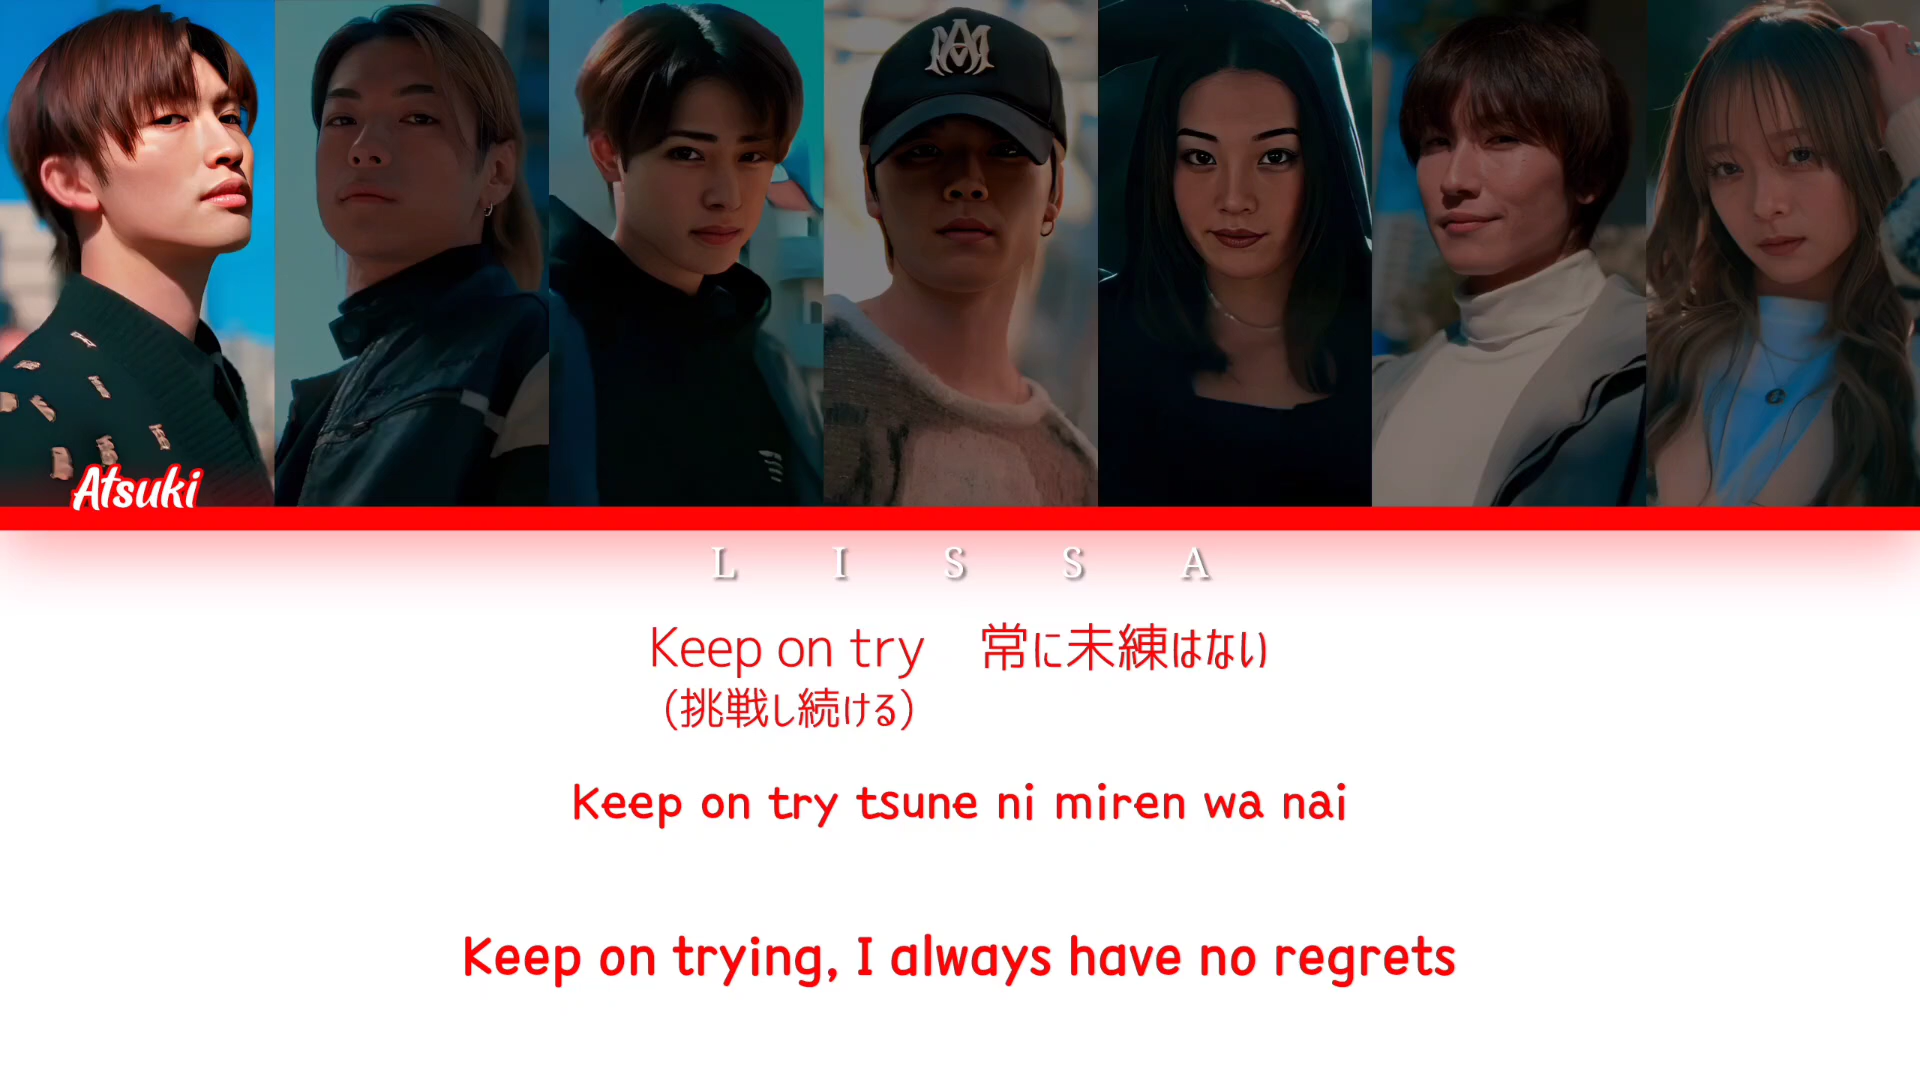 Atsuki
L I S S A
Keep on try　常に未練はない
(挑戦し続ける)
Keep on try tsune ni miren wa nai
Keep on trying, I always have no regrets